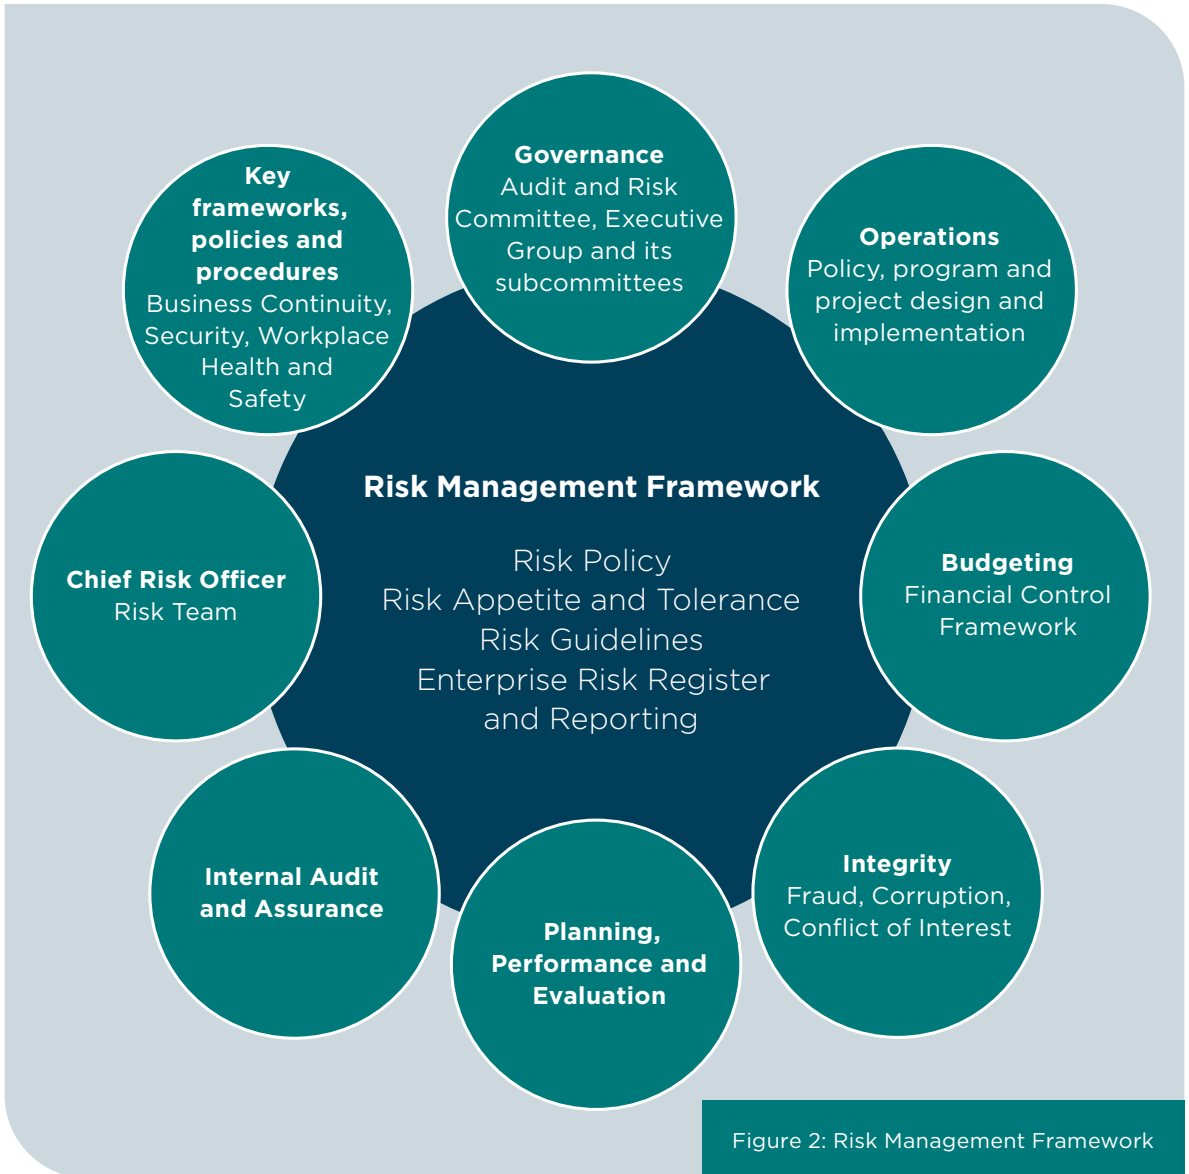 Governance
Audit and Risk
Committee, Executive
Group and its
subcommittees
Operations
Policy, program and
project design and
implementation
Budgeting
Financial Control
Framework
Integrity
Fraud, Corruption,
Conflict of Interest
Planning,
Performance and
Evaluation
Internal Audit
and Assurance
Chief Risk Officer
Risk Team
Key
frameworks,
policies and
procedures
Business Continuity,
Security, Workplace
Health and
Safety
Risk Management Framework
Risk Policy
Risk Appetite and Tolerance
Risk Guidelines
Enterprise Risk Register
and Reporting
Figure 2: Risk Management Framework